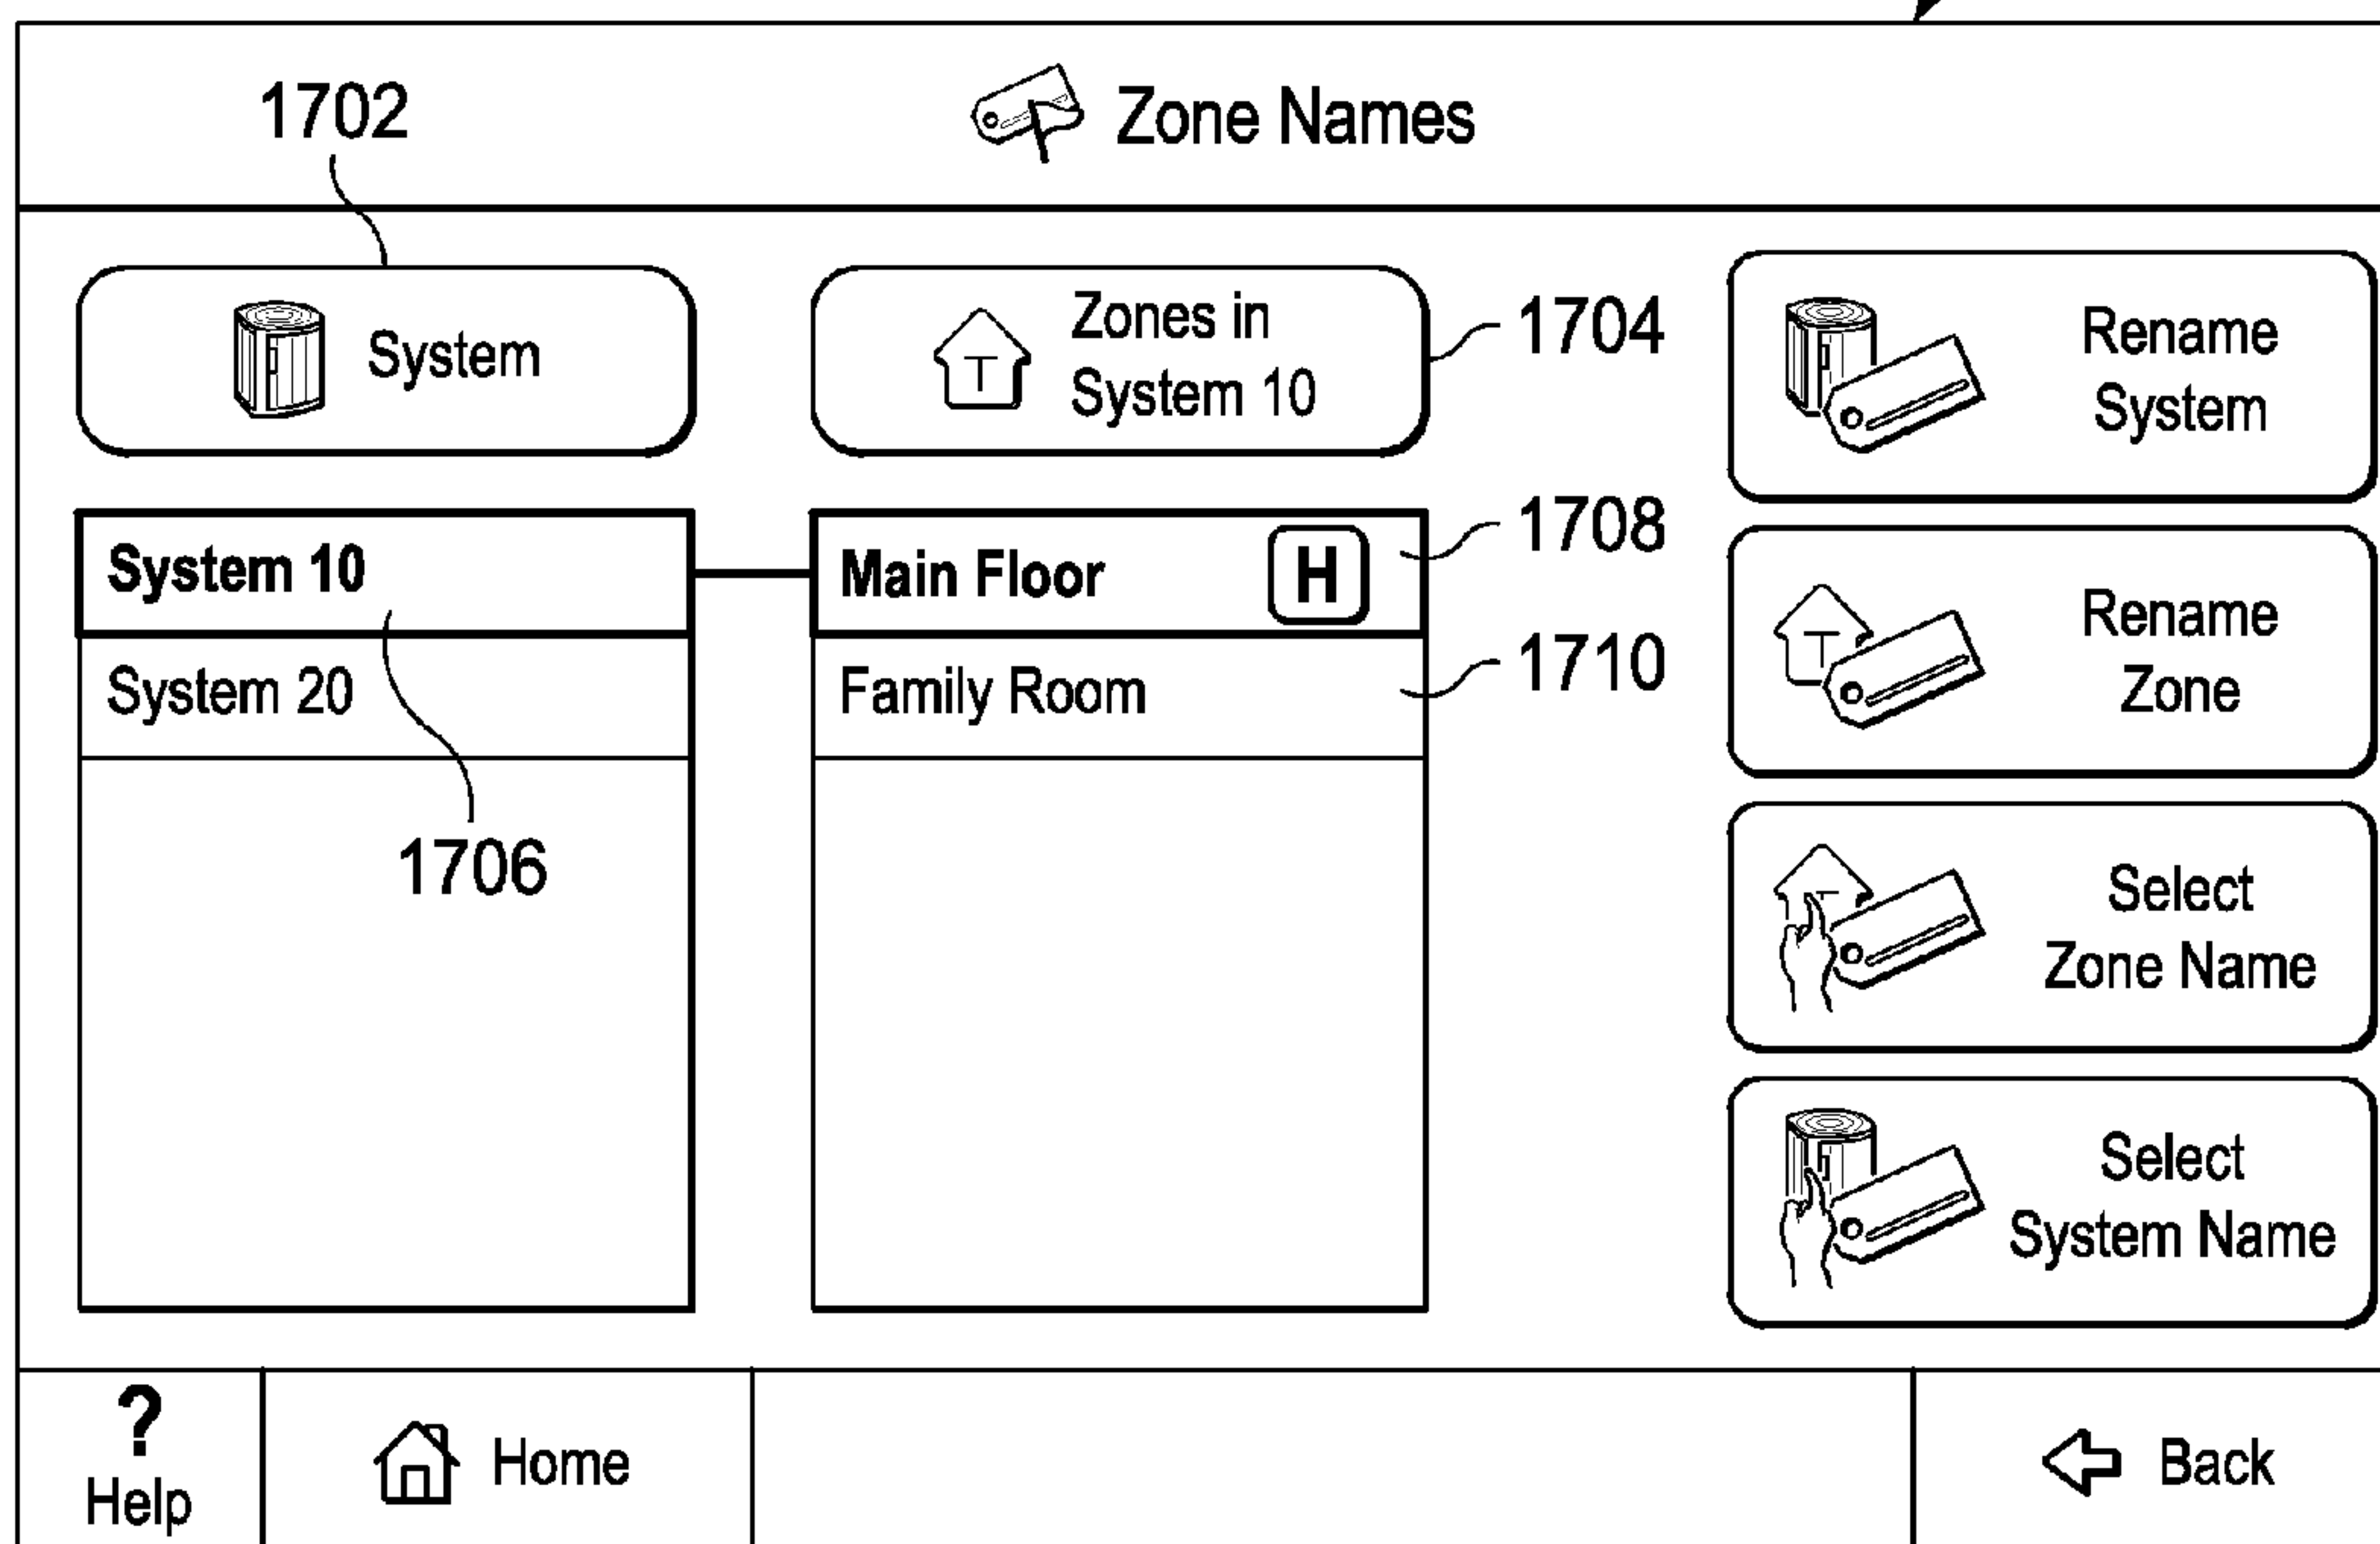 1702
Zone Names
System
Zones in
System 10
1704
Rename
System
1708
System 10
Main Floor
H
1710
System 20
Family Room
T
Rename
Zone
T
1706
Select
Zone Name
T
Select
System Name
?
Help
Home
Back